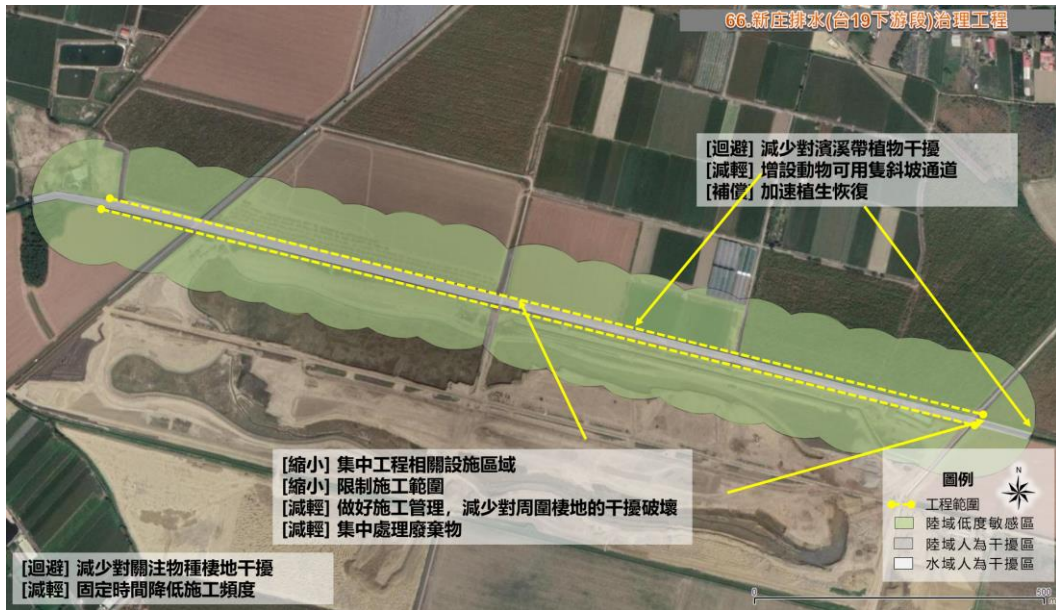 66.新庄排水(台19下游段)治理工程
[迴避] 減少對濱溪帶植物干擾
[減輕] 增設動物可用隻斜坡通道
[補償] 加速植生恢復
[縮小] 集中工程相關設施區域
[縮小] 限制施工範圍
[減輕] 做好施工管理，減少對周圍棲地的干擾破壞
[減輕] 集中處理廢棄物
[迴避] 減少對關注物種棲地干擾
[減輕] 固定時間降低施工頻度
圖例
N
工程範圍
陸域低度敏感區
陸域人為干擾區
水域人為干擾區
0 500